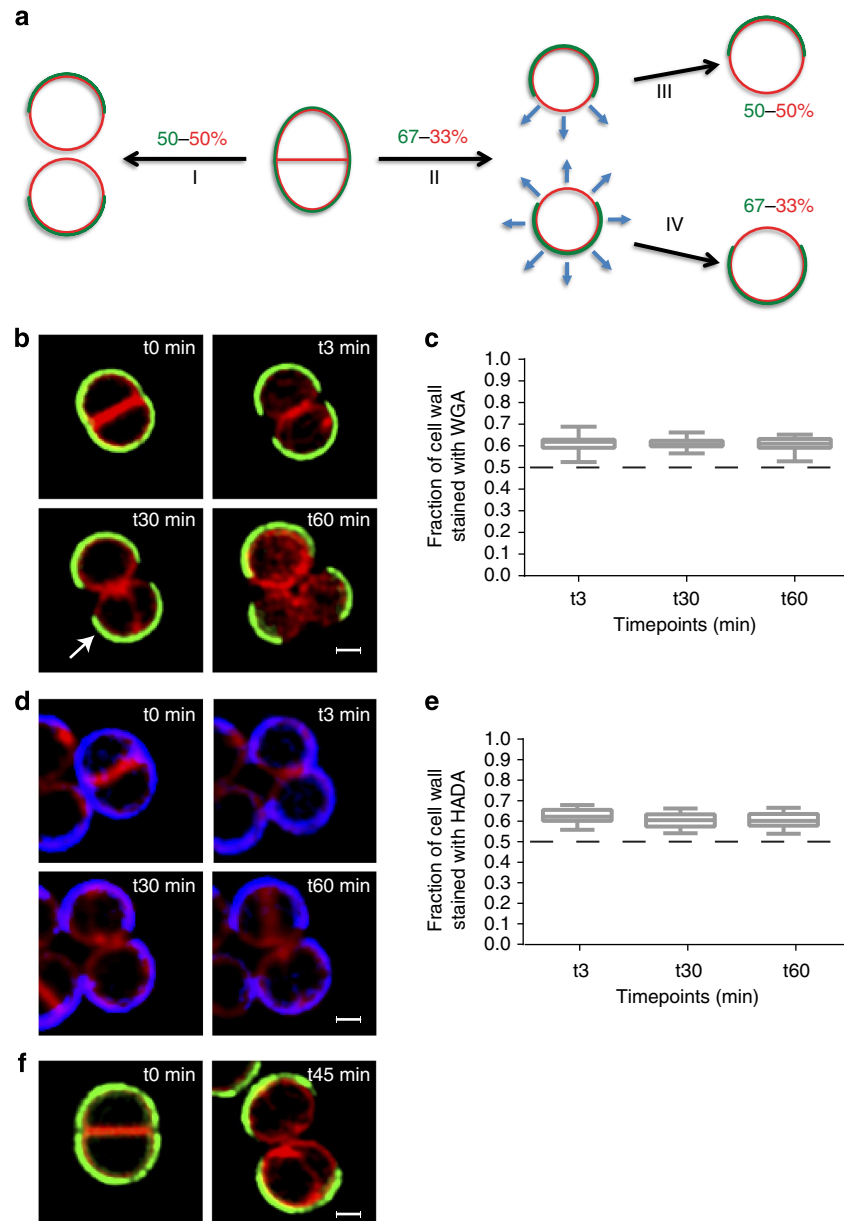 a
50–50%
I
67–33%
II
III
50–50%
IV
67–33%
b
t0 min
t3 min
t30 min
t60 min
c
Fraction of cell wall
stained with WGA
1.0
0.9
0.8
0.7
0.6
0.5
0.4
0.3
0.2
0.1
0.0
t3
t30
t60
Timepoints (min)
d
t0 min
t3 min
t30 min
t60 min
e
Fraction of cell wall
stained with HADA
1.0
0.9
0.8
0.7
0.6
0.5
0.4
0.3
0.2
0.1
0.0
t3
t30
t60
Timepoints (min)
f
t0 min
t45 min